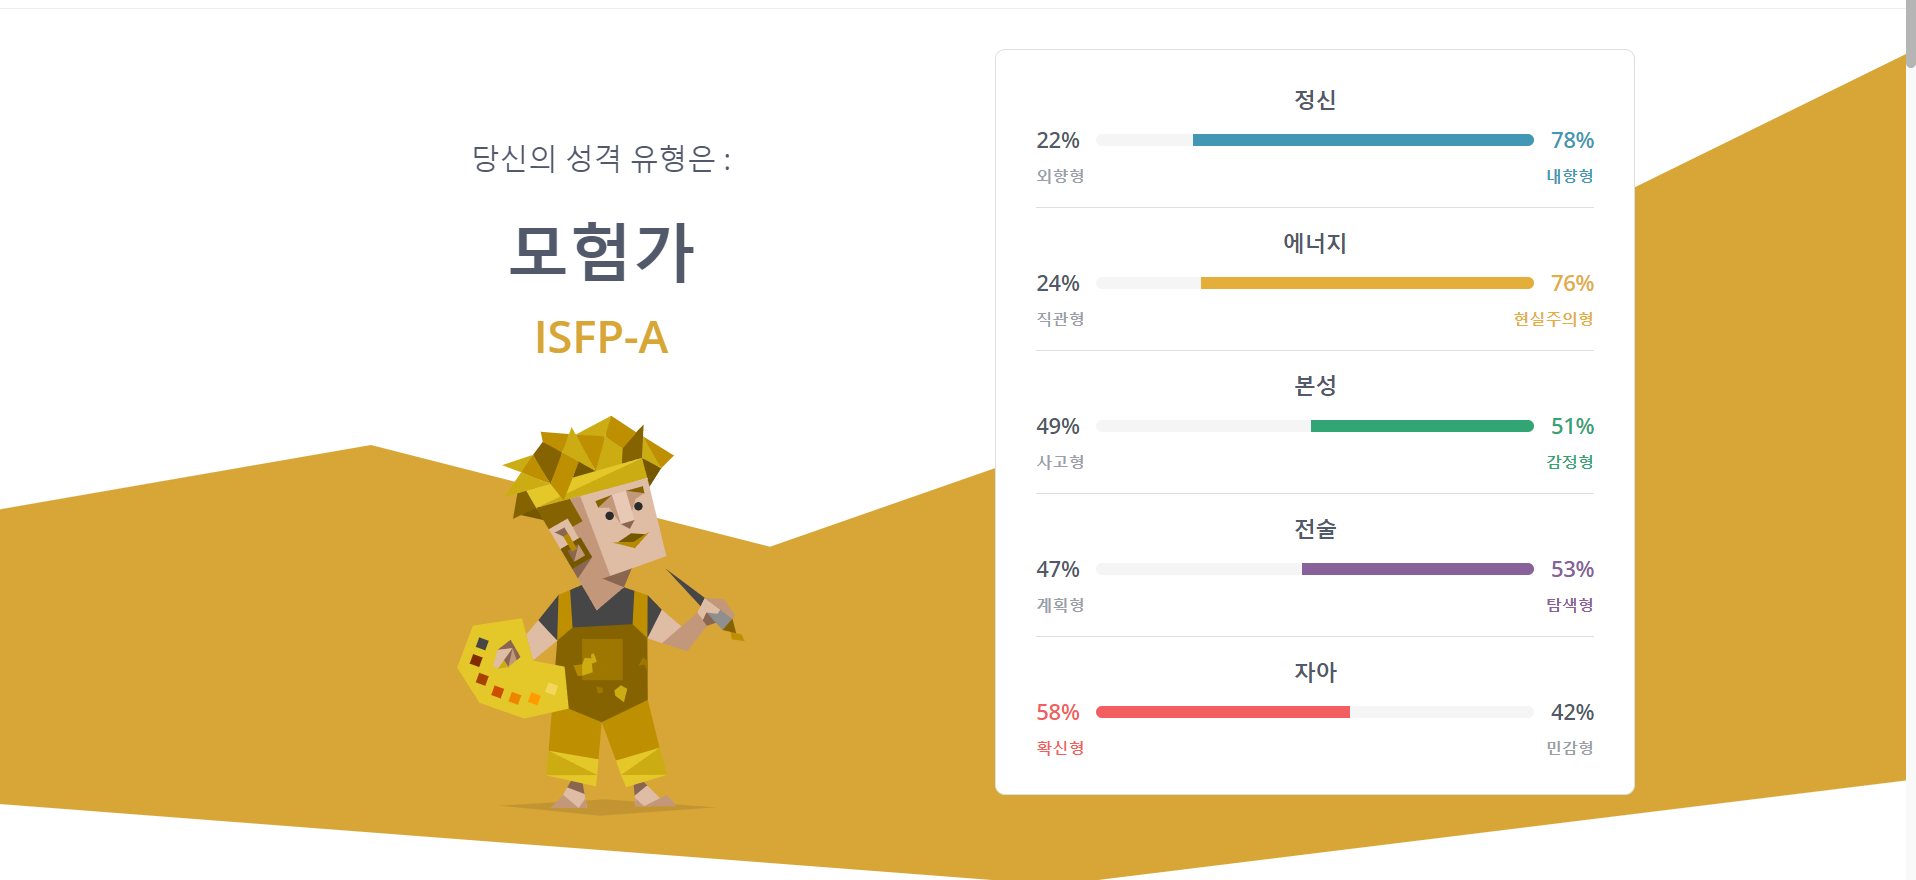 당신의 성격 유형은 :
모험가
ISFP-A
정신
22% 78%
외향형 내향형
에너지
24% 76%
직관형 현실주의형
본성
49% 51%
사고형 감정형
전술
47% 53%
계획형 탐색형
자아
58% 42%
확신형 민감형